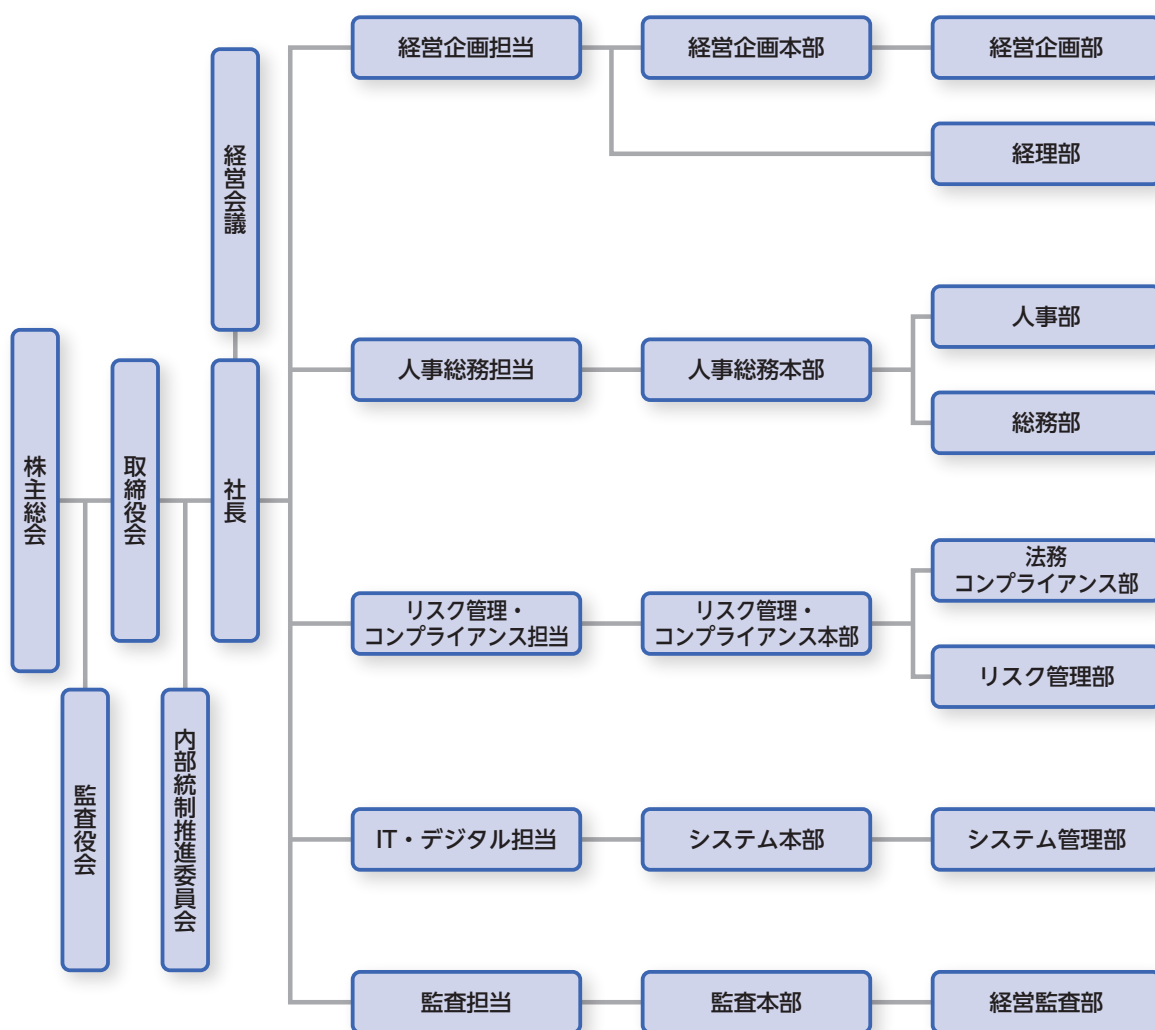 株主総会
監査役会
取締役会
内部統制推進委員会
経営会議
社長
経営企画担当
経営企画本部
経営企画部
経理部
人事総務担当
人事総務本部
人事部
総務部
リスク管理・
コンプライアンス担当
リスク管理・
コンプライアンス本部
法務
コンプライアンス部
リスク管理部
IT・デジタル担当
システム本部
システム管理部
監査担当
監査本部
経営監査部